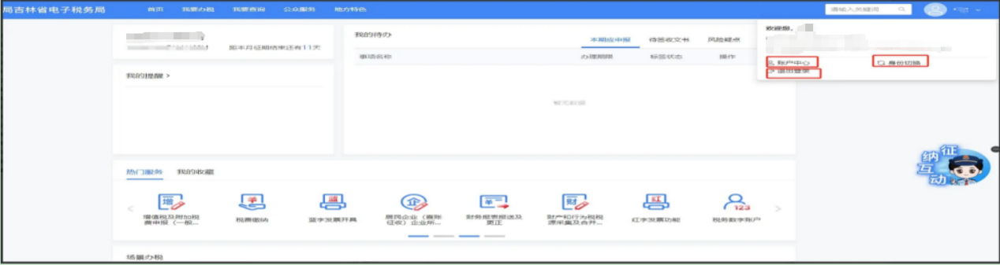 局吉林省电子税务局 首页 我要办税 我要查询 公众服务 地方特色 请输入关键词
欢迎您，
账户中心 身份切换
退出登录
距本月征期结束还有11天
我的提醒 >
我的待办 本期应申报 待签收文书 风险疑点
事项名称 办理期限 标签状态 操作
暂无数据
热门服务 我的收藏
增
增值税及附加税
费申报（一般...
税费缴纳
蓝
蓝字发票开具
企
居民企业（查账
征收）企业所...
财务报表报送及
更正
财
财产和行为税税
源采集及合并...
红
红字发票功能
123
税务数字账户
场景办税
征
纳
互
动